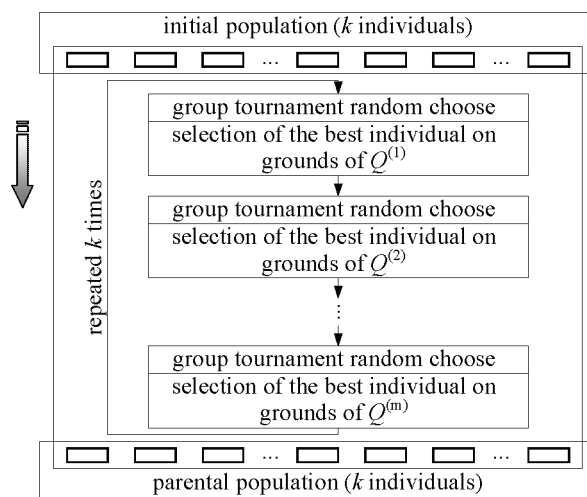 initial population (k individuals)
...
...
group tournament random choose
selection of the best individual on
grounds of Q^(1)
group tournament random choose
selection of the best individual on
grounds of Q^(2)
...
repeated k times
group tournament random choose
selection of the best individual on
grounds of Q^(m)
...
...
parental population (k individuals)